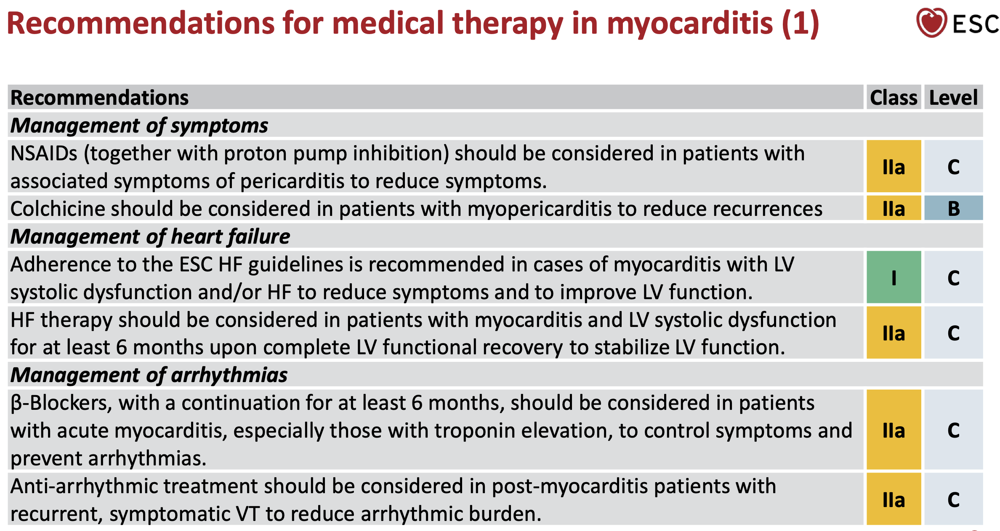 Recommendations for medical therapy in myocarditis (1)
ESC
Recommendations Class Level
Management of symptoms
NSAIDs (together with proton pump inhibition) should be considered in patients with
associated symptoms of pericarditis to reduce symptoms.
IIa C
Colchicine should be considered in patients with myopericarditis to reduce recurrences IIa B
Management of heart failure
Adherence to the ESC HF guidelines is recommended in cases of myocarditis with LV
systolic dysfunction and/or HF to reduce symptoms and to improve LV function.
I C
HF therapy should be considered in patients with myocarditis and LV systolic dysfunction
for at least 6 months upon complete LV functional recovery to stabilize LV function.
IIa C
Management of arrhythmias
β-Blockers, with a continuation for at least 6 months, should be considered in patients
with acute myocarditis, especially those with troponin elevation, to control symptoms and
prevent arrhythmias.
IIa C
Anti-arrhythmic treatment should be considered in post-myocarditis patients with
recurrent, symptomatic VT to reduce arrhythmic burden.
IIa C